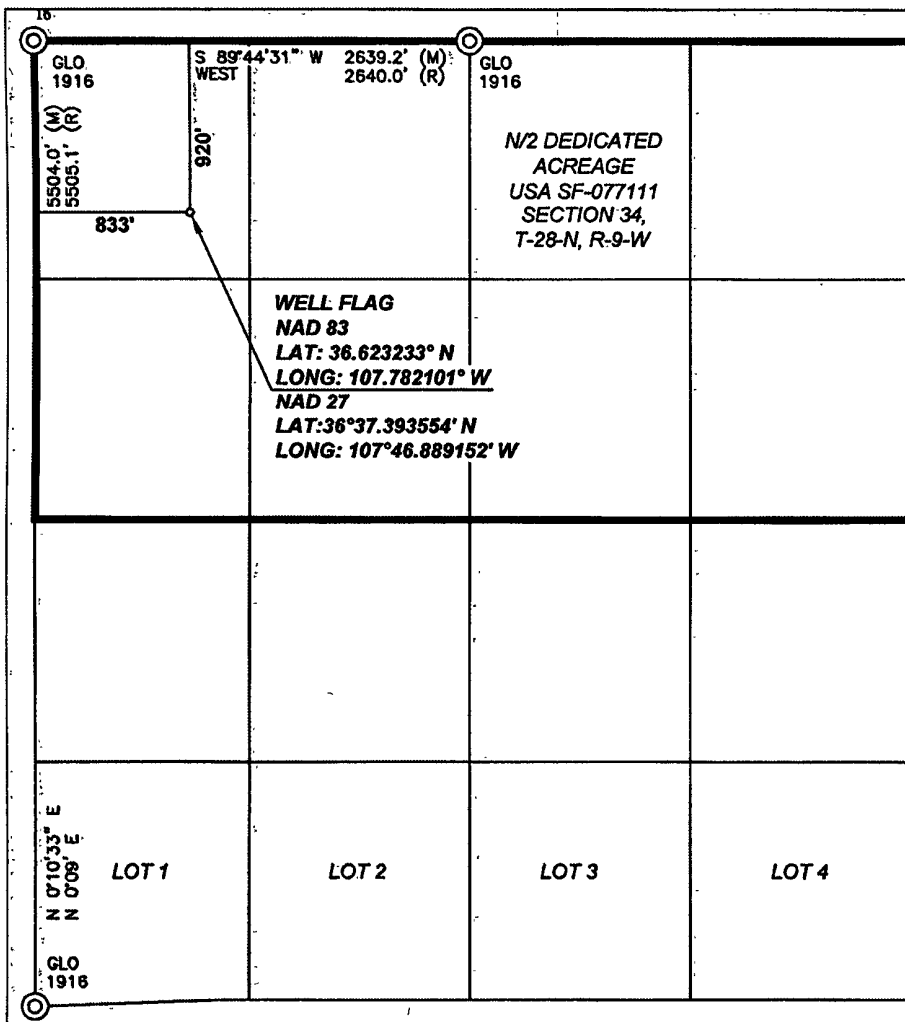 16
GLO
1916
S 89°44'31" W 2639.2' (M)
WEST 2640.0' (R)
GLO
1916
5504.0' (M)
5505.1' (R)
920'
833'
N/2 DEDICATED
ACREAGE
USA SF-077111
SECTION 34,
T-28-N, R-9-W
WELL FLAG
NAD 83
LAT: 36.623233° N
LONG: 107.782101° W
NAD 27
LAT:36°37.393554' N
LONG: 107°46.889152' W
N 0°10'33" E
N 0°09' E
LOT 1
LOT 2
LOT 3
LOT 4
GLO
1916